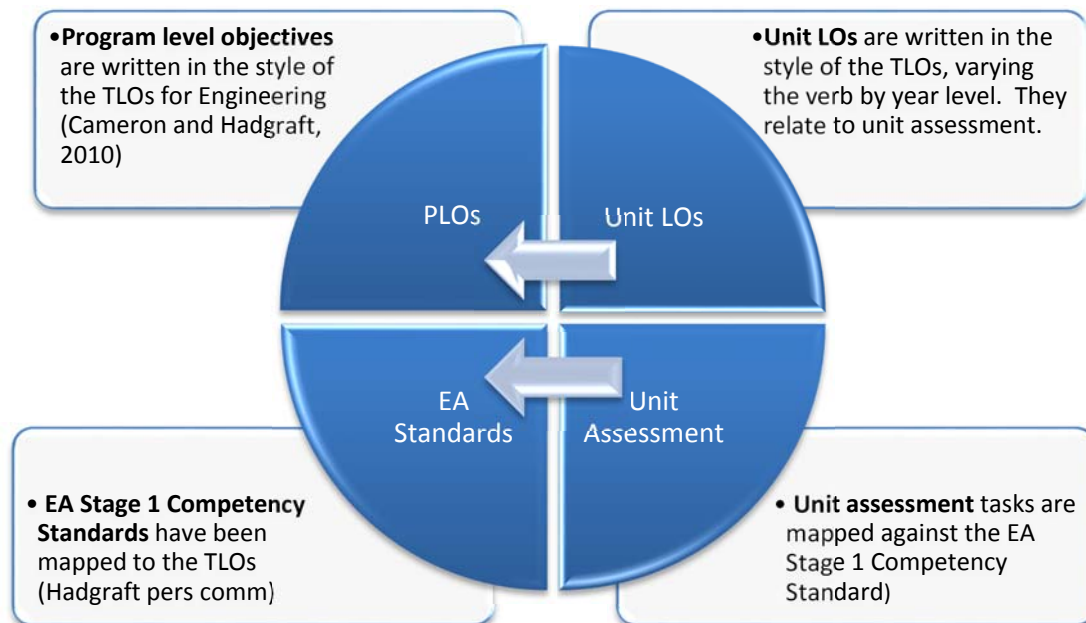 •Program level objectives
are written in the style of
the TLOs for Engineering
(Cameron and Hadgraft,
2010)
•Unit LOs are written in the
style of the TLOs, varying
the verb by year level.  They
relate to unit assessment.
PLOs
Unit LOs
EA
Standards
Unit
Assessment
• EA Stage 1 Competency
Standards have been
mapped to the TLOs
(Hadgraft pers comm)
• Unit assessment tasks are
mapped against the EA
Stage 1 Competency
Standard)